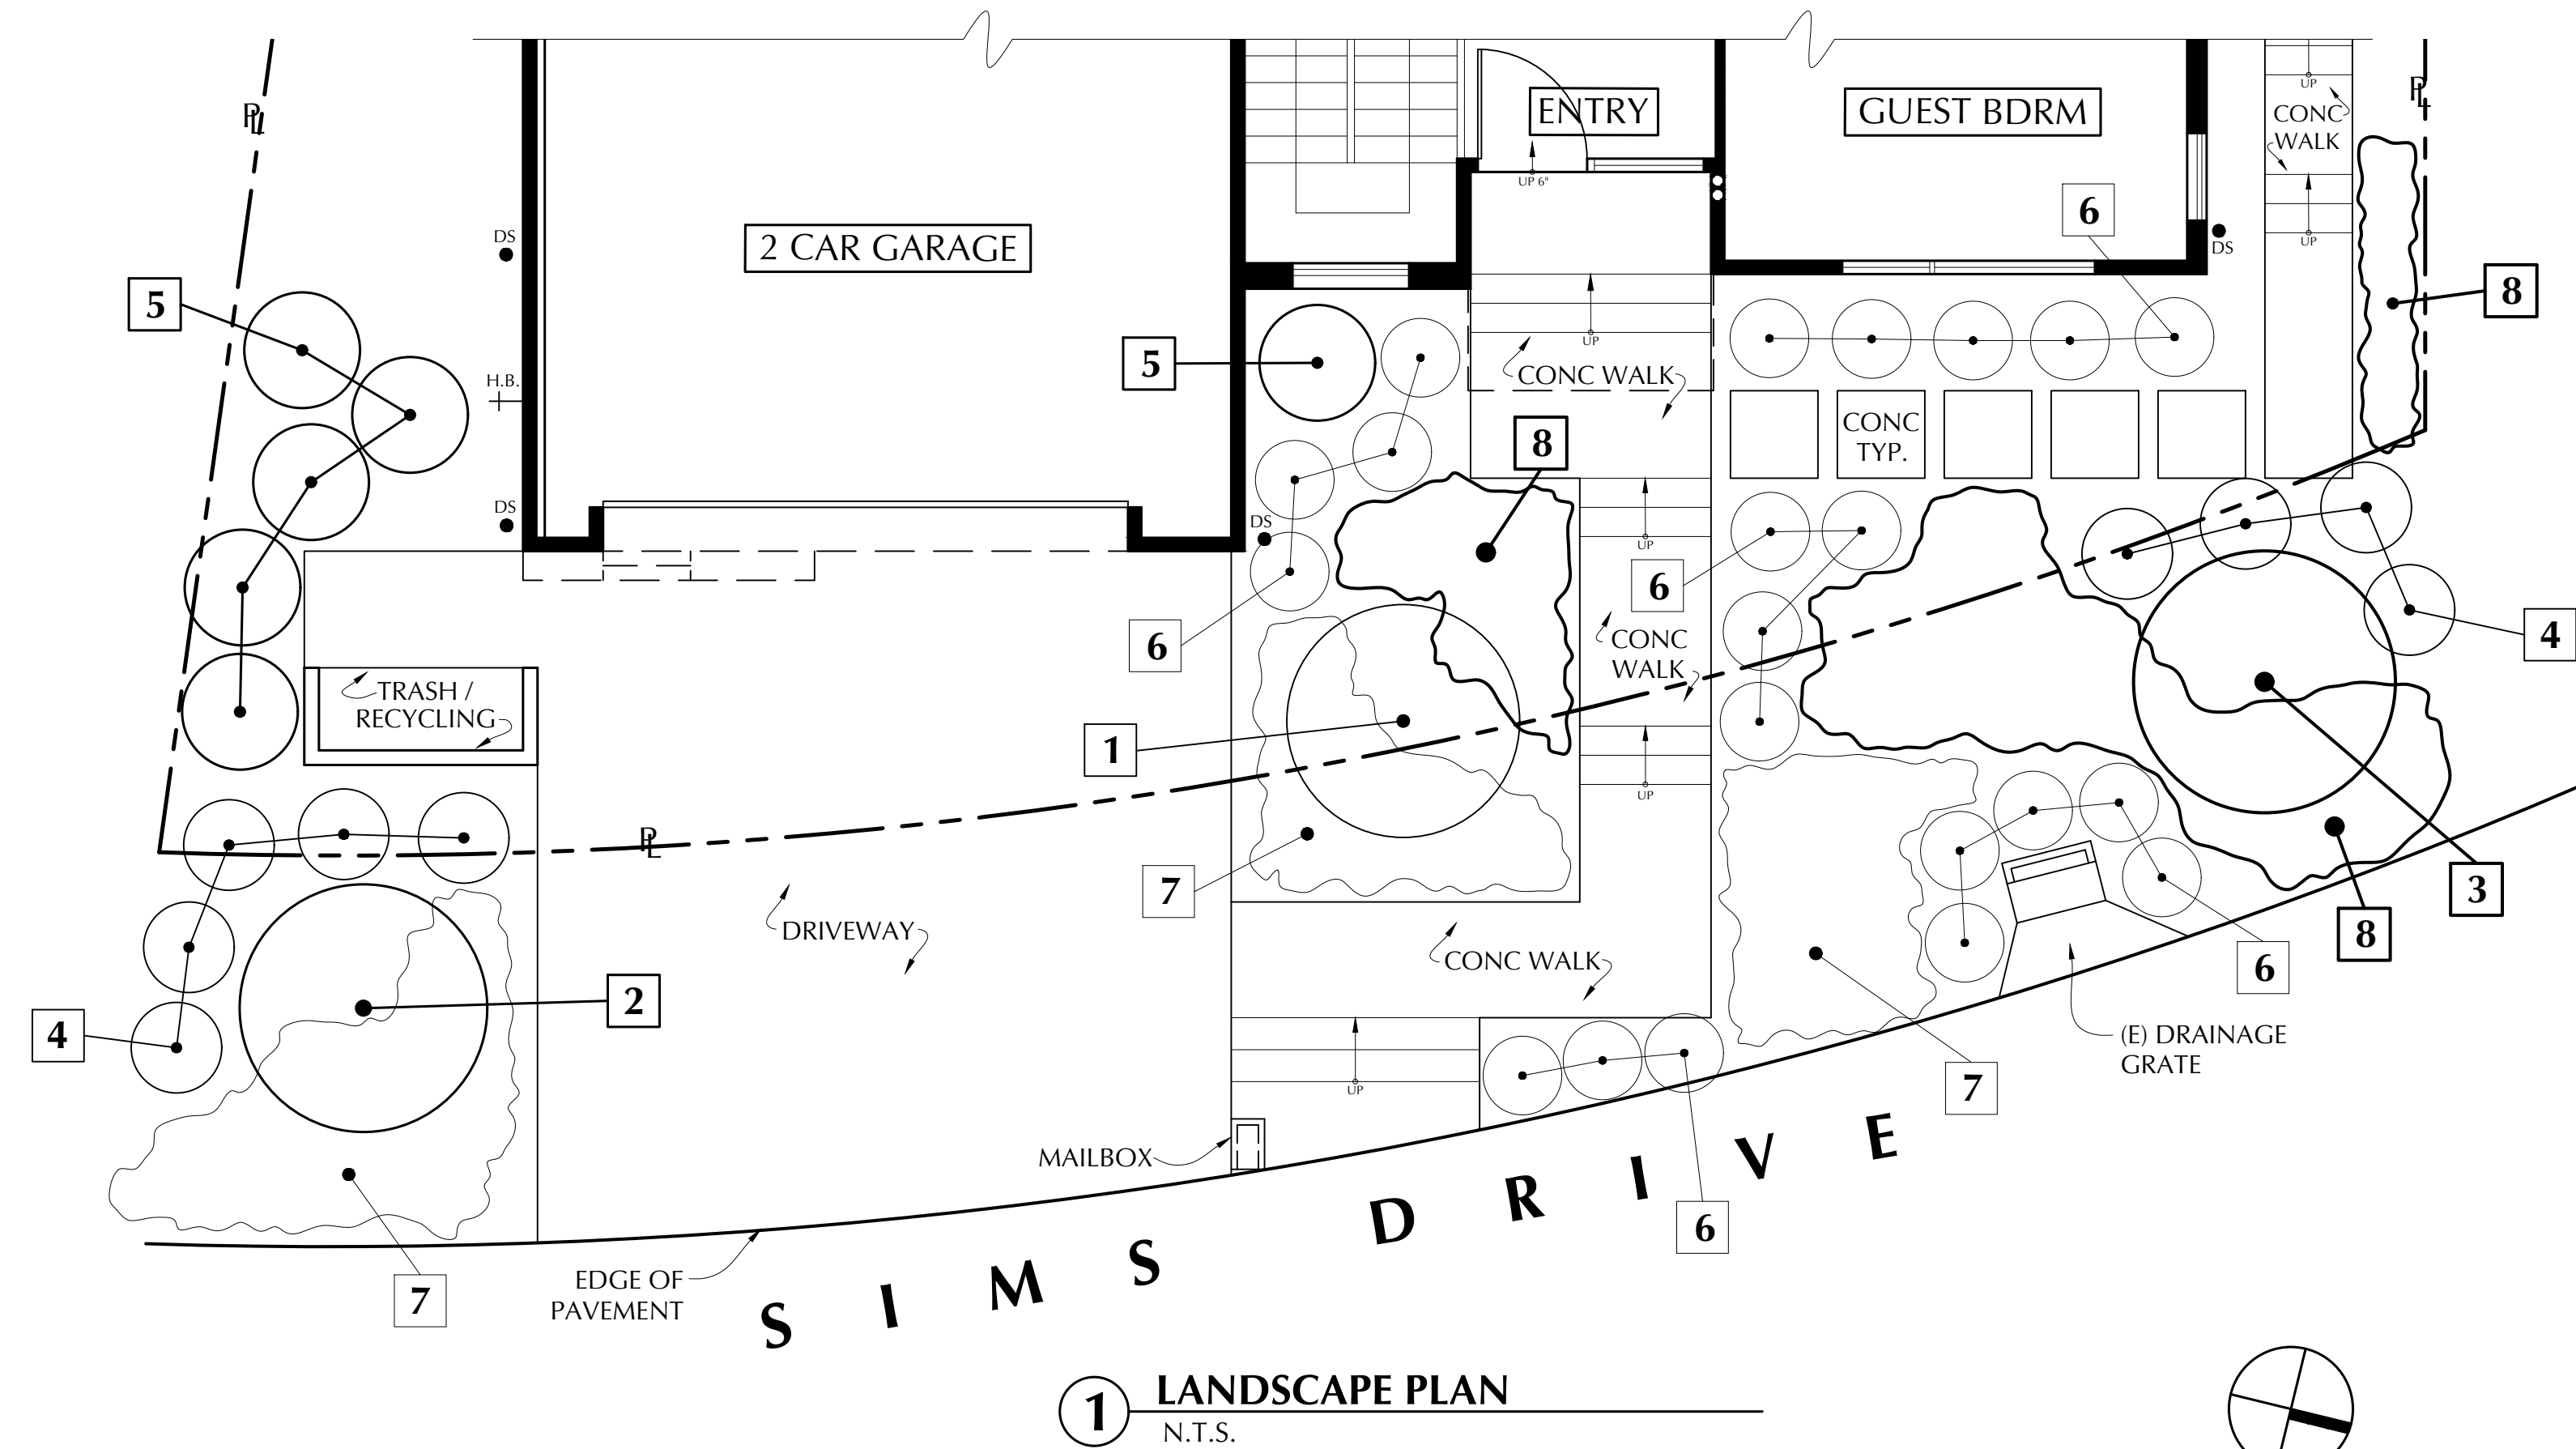 UP
PL
PL
CONC
WALK
ENTRY
GUEST BDRM
UP 6"
6
DS
2 CAR GARAGE
UP
DS
5
8
5
UP
H.B.
CONC WALK
8
CONC
TYP.
DS
DS
UP
6
6
4
CONC
WALK
TRASH /
RECYCLING
1
UP
PL
7
3
8
DRIVEWAY
CONC WALK
6
2
4
(E) DRAINAGE
GRATE
7
UP
MAILBOX
6
EDGE OF
PAVEMENT
7
SIMS DRIVE
1
LANDSCAPE PLAN
N.T.S.